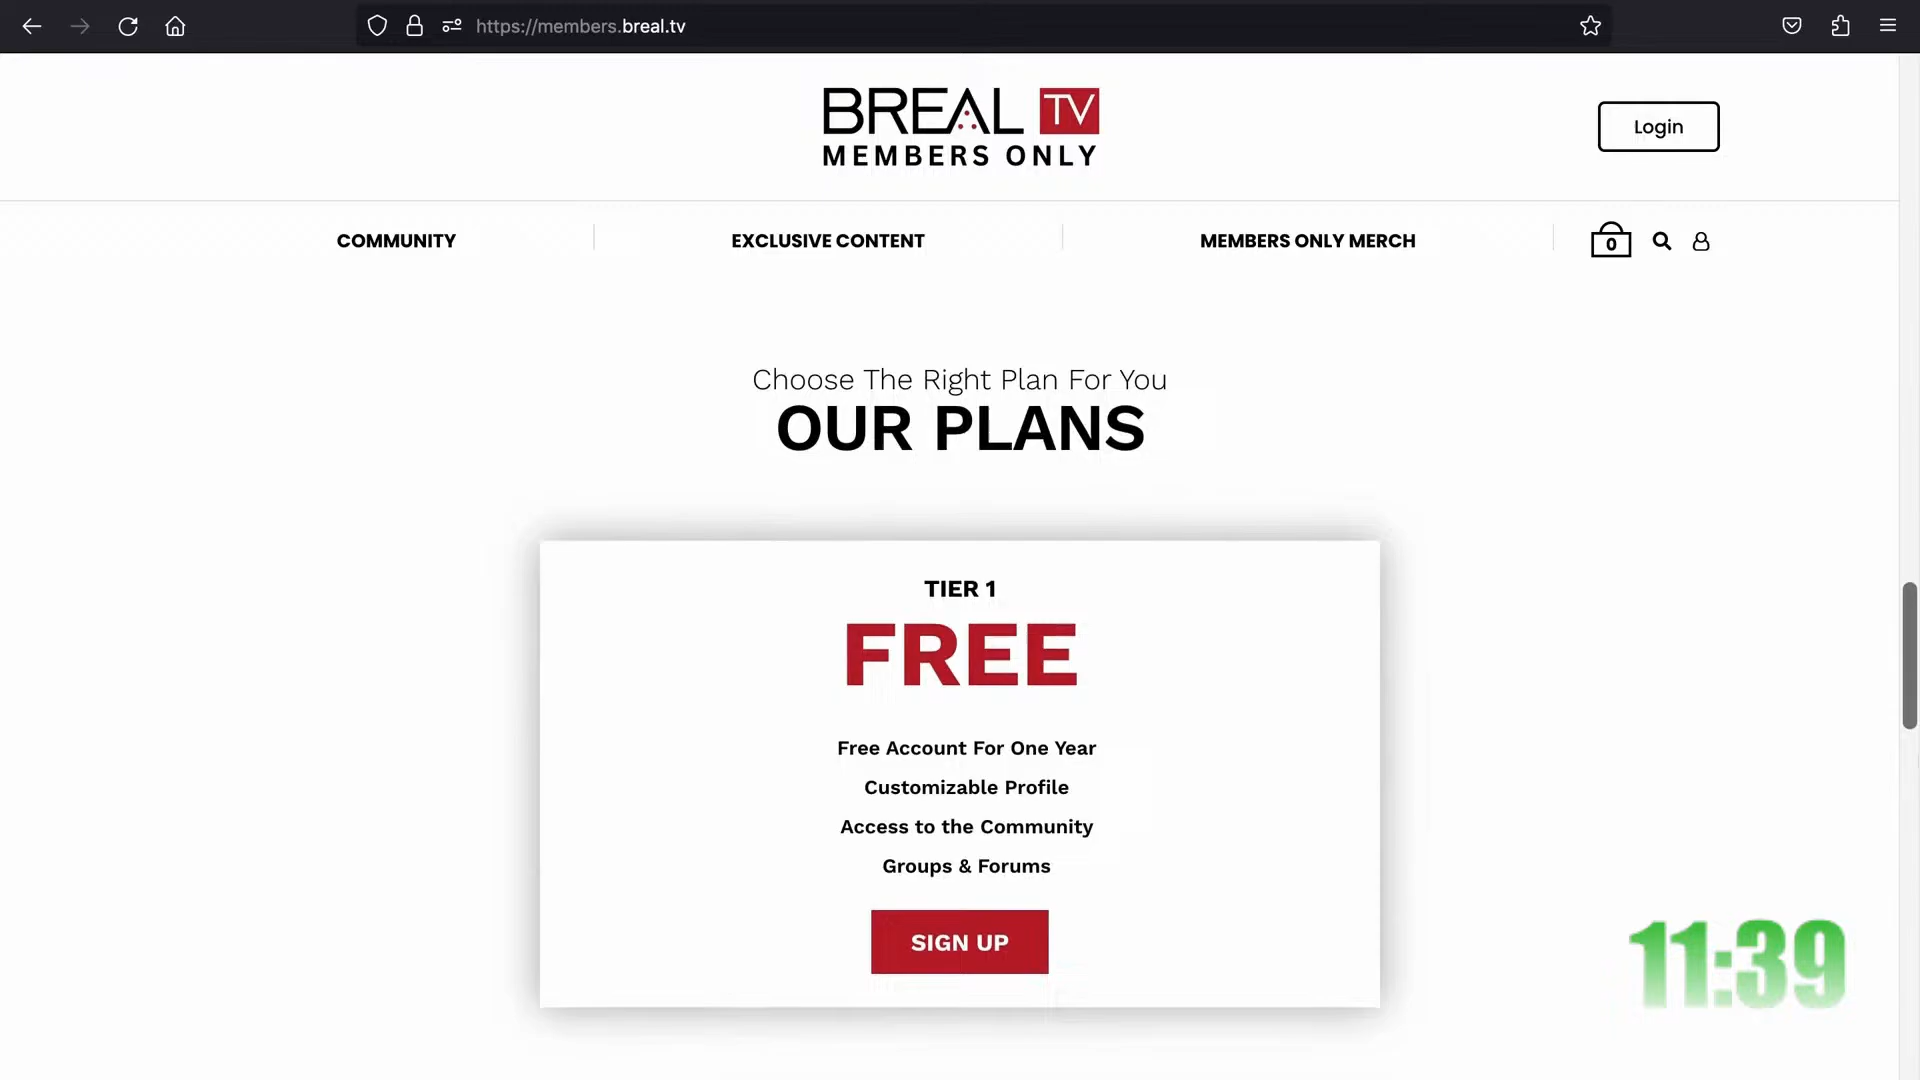 https://members.breal.tv
BREAL TV
MEMBERS ONLY
Login
COMMUNITY
EXCLUSIVE CONTENT
MEMBERS ONLY MERCH
0
Choose The Right Plan For You
OUR PLANS
TIER 1
FREE
Free Account For One Year
Customizable Profile
Access to the Community
Groups & Forums
SIGN UP
11:39